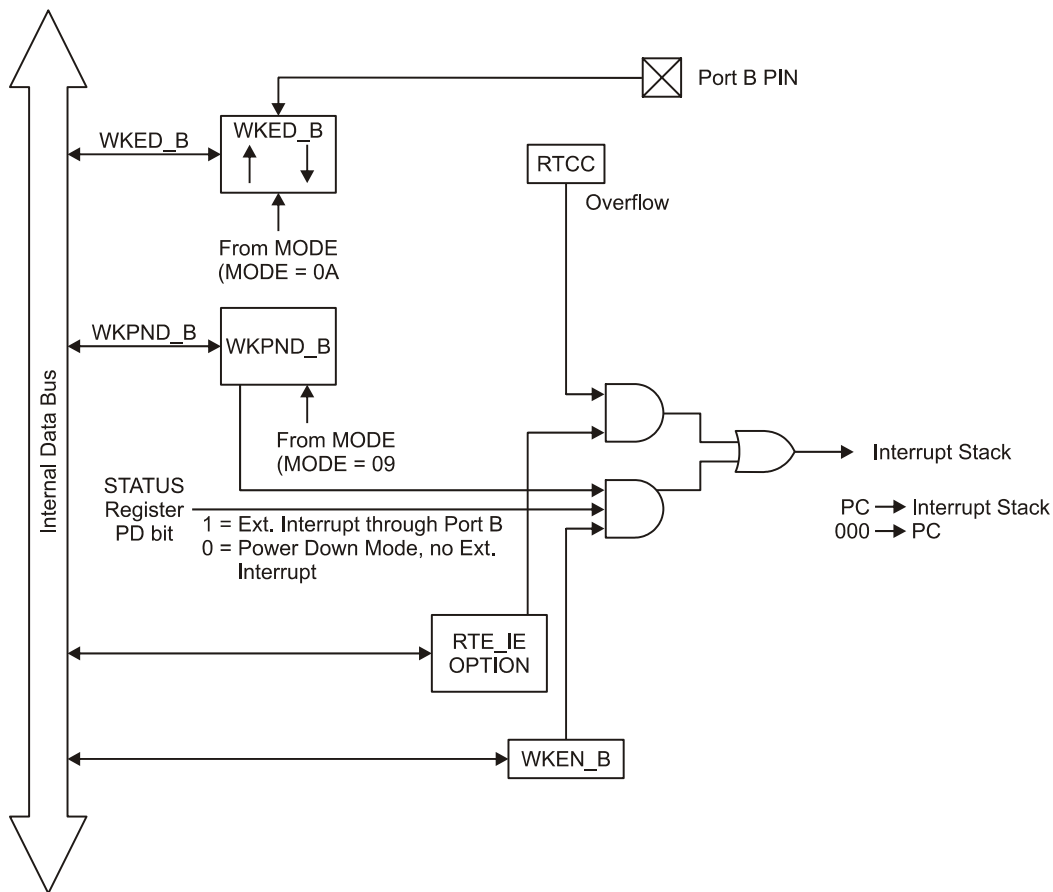 Port B PIN
WKED_B
WKED_B
RTCC
Overflow
From MODE
(MODE = 0A
WKPND_B
WKPND_B
From MODE
(MODE = 09
Internal Data Bus
Interrupt Stack
STATUS
Register
PD bit
1 = Ext. Interrupt through Port B
0 = Power Down Mode, no Ext.
Interrupt
PC → Interrupt Stack
000 → PC
RTE_IE
OPTION
WKEN_B